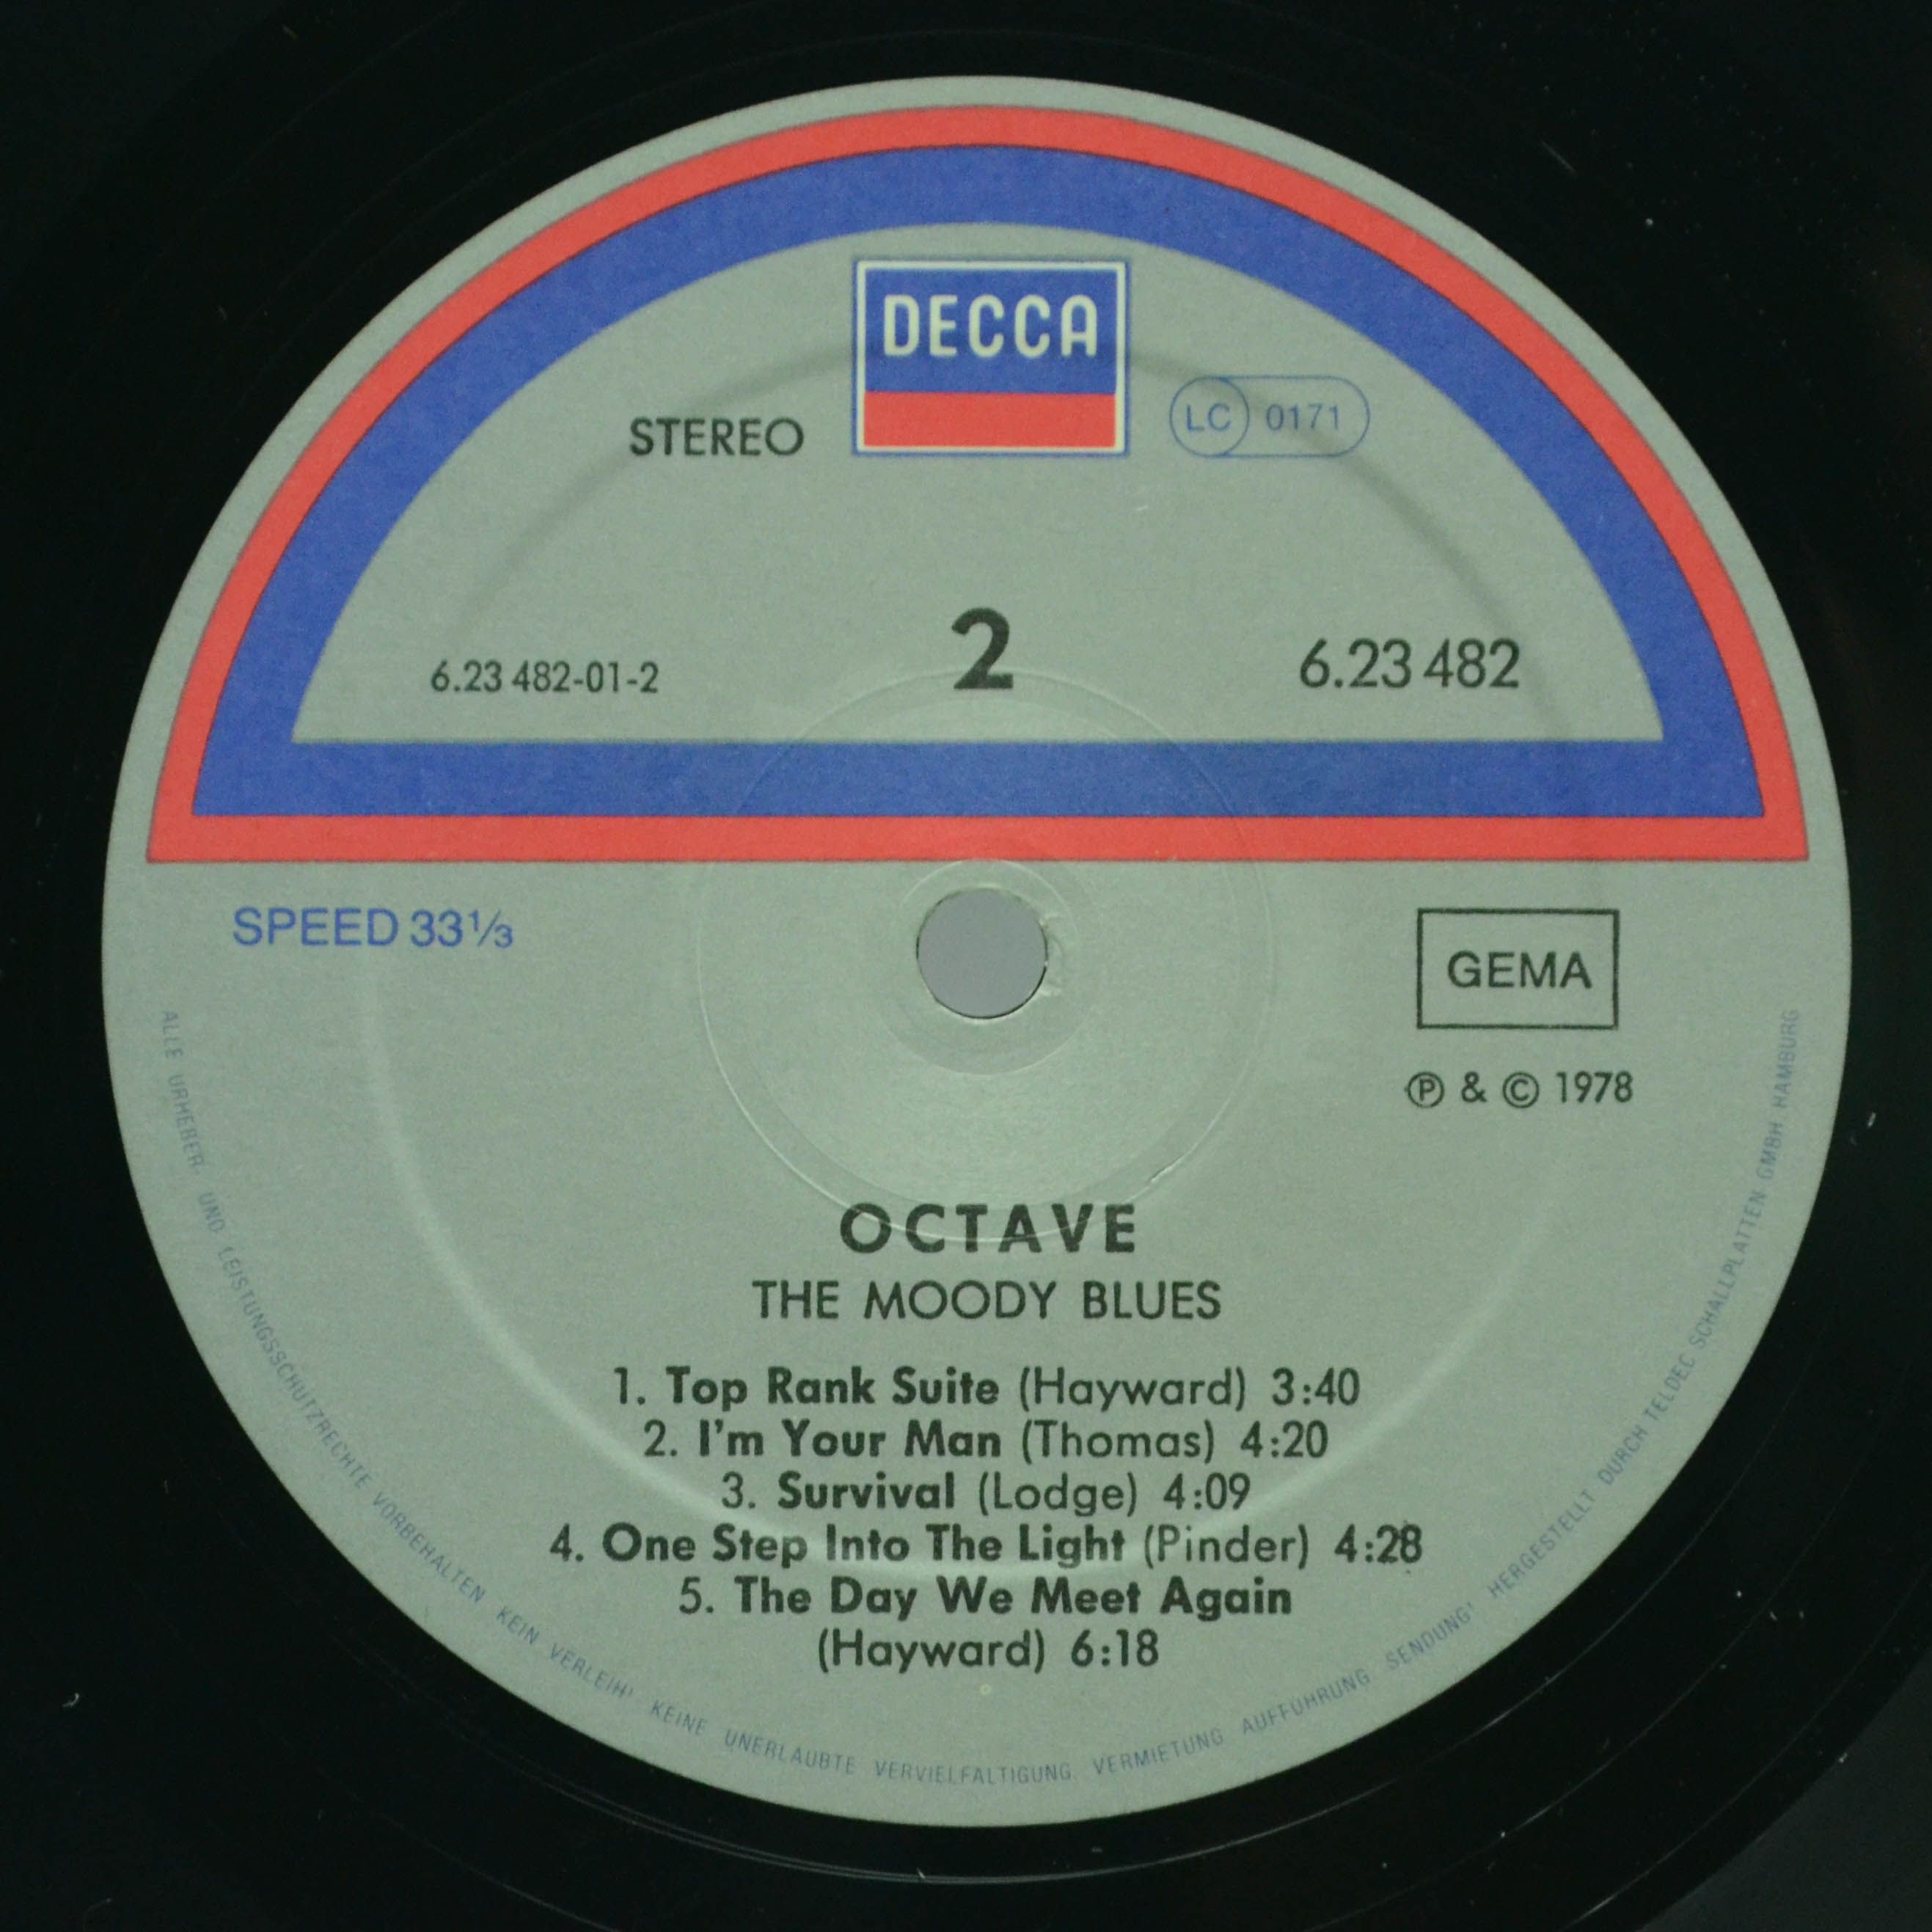 DECCA
STEREO
LC 0171
6.23 482-01-2
2
6.23 482
SPEED 33⅓
GEMA
℗ & © 1978
OCTAVE
THE MOODY BLUES
1. Top Rank Suite (Hayward) 3:40
2. I'm Your Man (Thomas) 4:20
3. Survival (Lodge) 4:09
4. One Step Into The Light (Pinder) 4:28
5. The Day We Meet Again
(Hayward) 6:18
ALLE URHEBER- UND LEISTUNGSSCHUTZRECHTE VORBEHALTEN KEIN VERLEIH! KEINE UNERLAUBTE VERVIELFÄLTIGUNG. VERMIETUNG AUFFÜHRUNG SENDUNG! HERGESTELLT DURCH TELDEC SCHALLPLATTEN GMBH HAMBURG